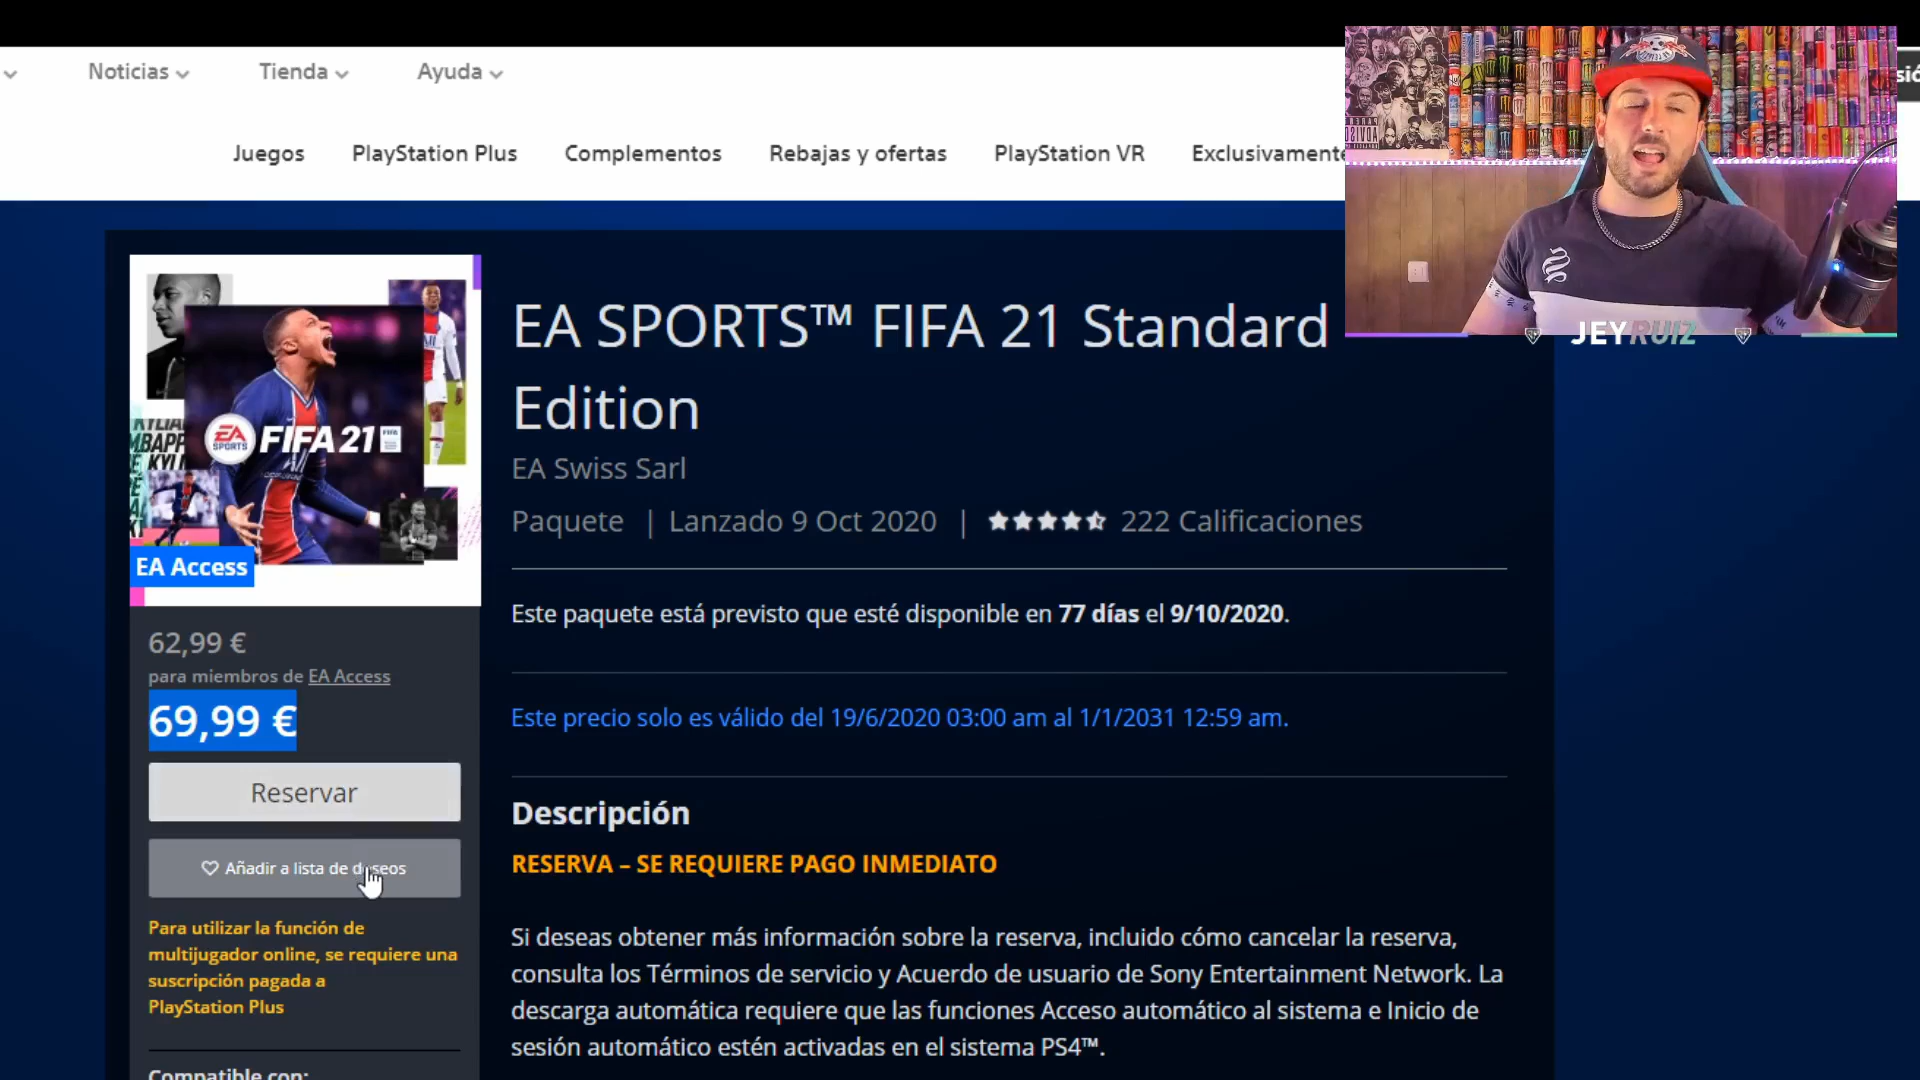 Noticias
Tienda
Ayuda
Juegos
PlayStation Plus
Complementos
Rebajas y ofertas
PlayStation VR
Exclusivamente
JEYRUIZ
EA SPORTS
FIFA 21
EA Access
EA SPORTS™ FIFA 21 Standard
Edition
EA Swiss Sarl
Paquete | Lanzado 9 Oct 2020 | 222 Calificaciones
Este paquete está previsto que esté disponible en 77 días el 9/10/2020.
Este precio solo es válido del 19/6/2020 03:00 am al 1/1/2031 12:59 am.
62,99 €
para miembros de EA Access
69,99 €
Reservar
Añadir a lista de deseos
Para utilizar la función de
multijugador online, se requiere una
suscripción pagada a
PlayStation Plus
Compatible con:
Descripción
RESERVA – SE REQUIERE PAGO INMEDIATO
Si deseas obtener más información sobre la reserva, incluido cómo cancelar la reserva,
consulta los Términos de servicio y Acuerdo de usuario de Sony Entertainment Network. La
descarga automática requiere que las funciones Acceso automático al sistema e Inicio de
sesión automático estén activadas en el sistema PS4™.